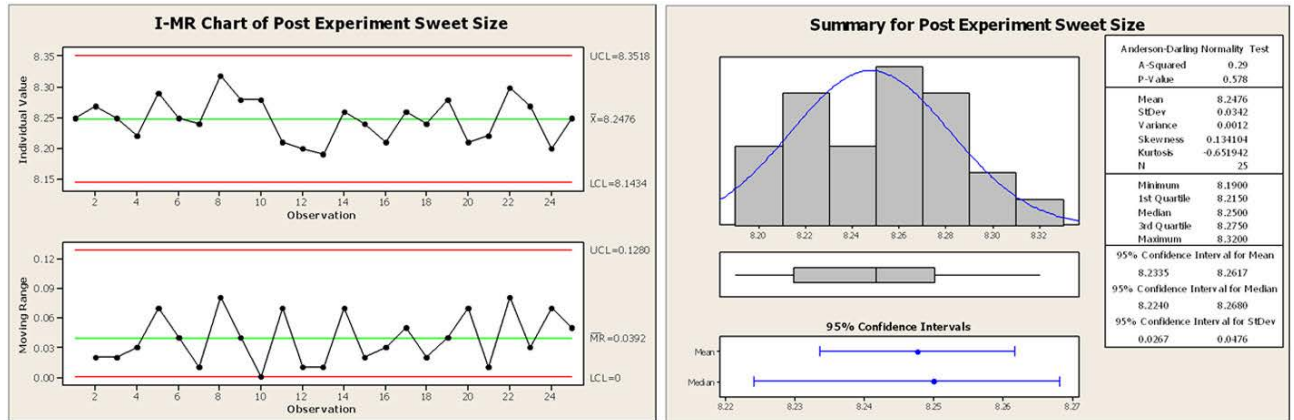 I-MR Chart of Post Experiment Sweet Size
8.35
8.30
8.25
8.20
8.15
Individual Value
UCL=8.3518
X̅=8.2476
LCL=8.1434
2 4 6 8 10 12 14 16 18 20 22 24
Observation
0.12
0.09
0.06
0.03
0.00
Moving Range
UCL=0.1280
M̅R̅=0.0392
LCL=0
2 4 6 8 10 12 14 16 18 20 22 24
Observation
Summary for Post Experiment Sweet Size
8.20 8.22 8.24 8.26 8.28 8.30 8.32
95% Confidence Intervals
Mean
Median
8.22 8.23 8.24 8.25 8.26 8.27
Anderson-Darling Normality Test
A-Squared 0.29
P-Value 0.578
Mean 8.2476
StDev 0.0342
Variance 0.0012
Skewness 0.134104
Kurtosis -0.651942
N 25
Minimum 8.1900
1st Quartile 8.2150
Median 8.2500
3rd Quartile 8.2750
Maximum 8.3200
95% Confidence Interval for Mean
8.2335 8.2617
95% Confidence Interval for Median
8.2240 8.2680
95% Confidence Interval for StDev
0.0267 0.0476